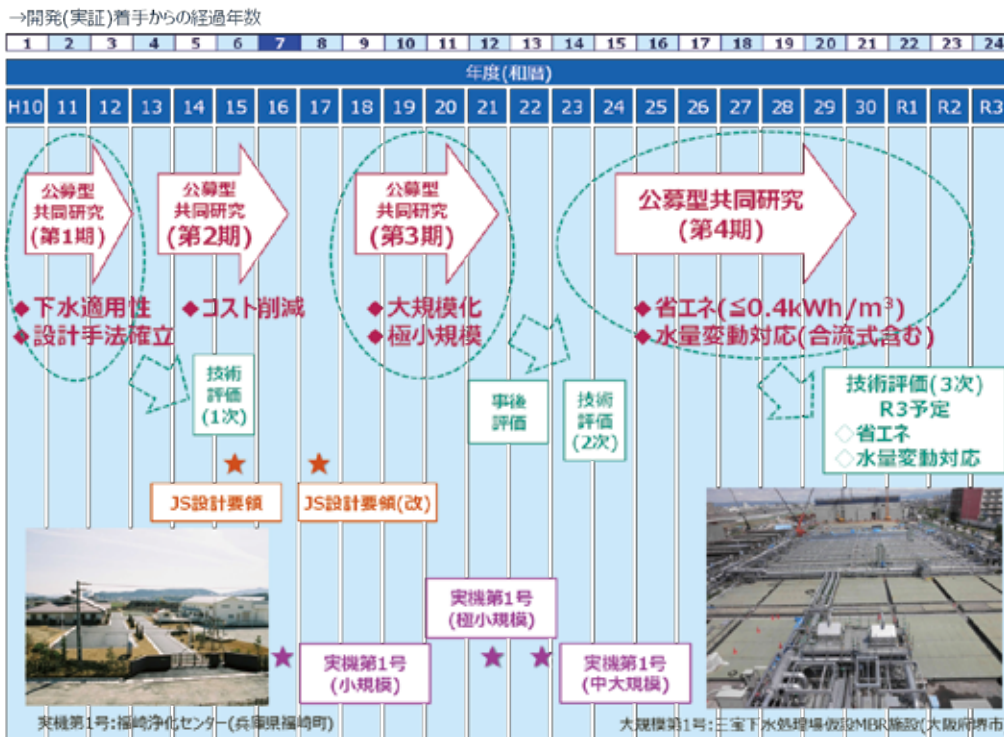 →開発(実証)着手からの経過年数
1 2 3 4 5 6 7 8 9 10 11 12 13 14 15 16 17 18 19 20 21 22 23 24
年度(和暦)
H10 11 12 13 14 15 16 17 18 19 20 21 22 23 24 25 26 27 28 29 30 R1 R2 R3
公募型
共同研究
(第1期)
公募型
共同研究
(第2期)
公募型
共同研究
(第3期)
公募型共同研究
(第4期)
◆下水適用性
◆設計手法確立
◆コスト削減
◆大規模化
◆極小規模
◆省エネ(≦0.4kWh/m³)
◆水量変動対応(合流式含む)
技術
評価
(1次)
事後
評価
技術
評価
(2次)
技術評価(3次)
R3予定
◇省エネ
◇水量変動対応
★
★
JS設計要領
JS設計要領(改)
実機第1号
(極小規模)
★
実機第1号
(小規模)
★
★
実機第1号
(中大規模)
実機第1号:福崎浄化センター(兵庫県福崎町)
大規模第1号:三宝下水処理場仮設MBR施設(大阪府堺市